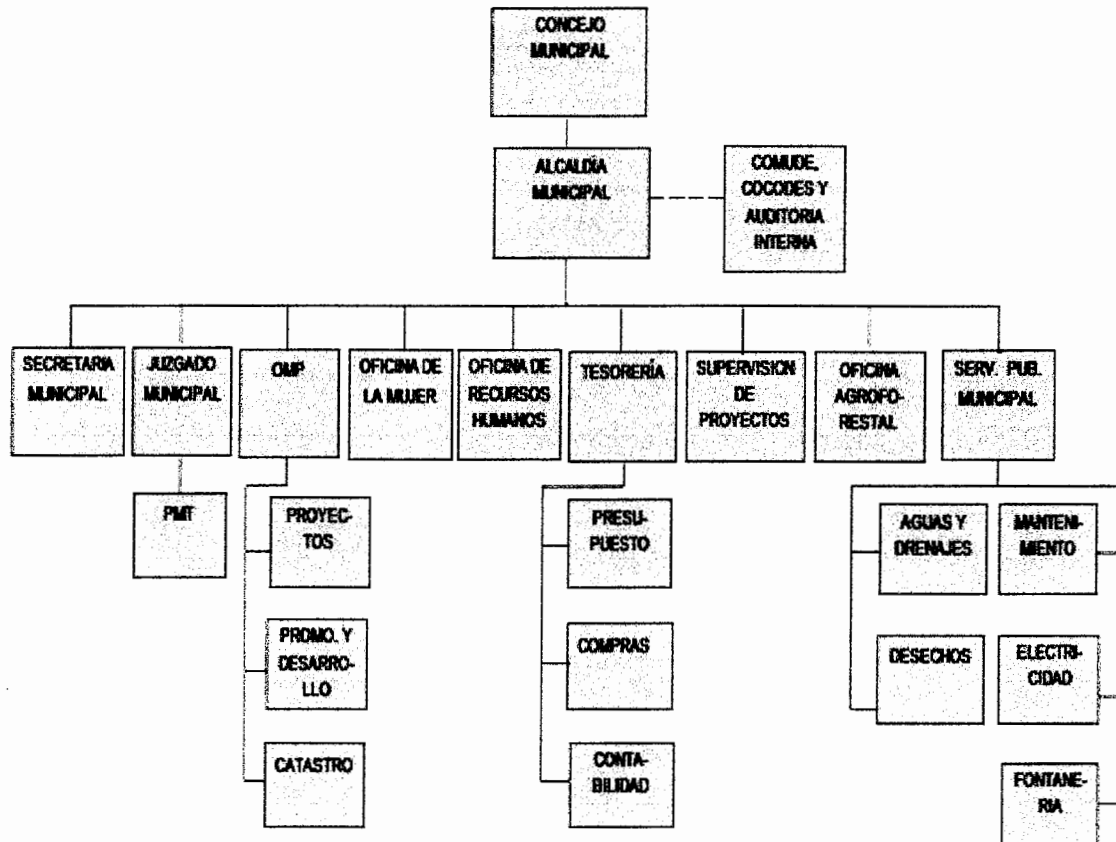 CONCEJO
MUNICIPAL
ALCALDÍA
MUNICIPAL
COMUDE,
COCODES Y
AUDITORIA
INTERNA
SECRETARIA
MUNICIPAL
JUZGADO
MUNICIPAL
OMP
OFICINA DE
LA MUJER
OFICINA DE
RECURSOS
HUMANOS
TESORERÍA
SUPERVISION
DE
PROYECTOS
OFICINA
AGROFO-
RESTAL
SERV. PUB.
MUNICIPAL
PMT
PROYEC-
TOS
PROMO. Y
DESARRO-
LLO
CATASTRO
PRESU-
PUESTO
COMPRAS
CONTA-
BILIDAD
AGUAS Y
DRENAJES
MANTENI-
MIENTO
DESECHOS
ELECTRI-
CIDAD
FONTANE-
RIA